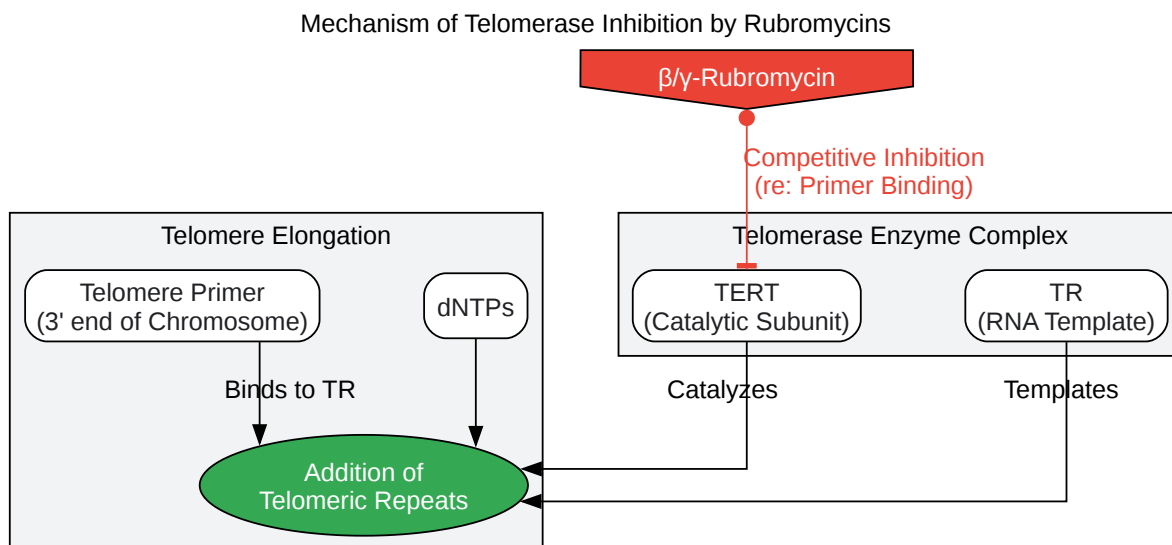 Mechanism of Telomerase Inhibition by Rubromycins
β/γ-Rubromycin
Competitive Inhibition
(re: Primer Binding)
Telomere Elongation
Telomere Primer
(3' end of Chromosome)
dNTPs
Binds to TR
Addition of
Telomeric Repeats
Telomerase Enzyme Complex
TERT
(Catalytic Subunit)
TR
(RNA Template)
Catalyzes
Templates